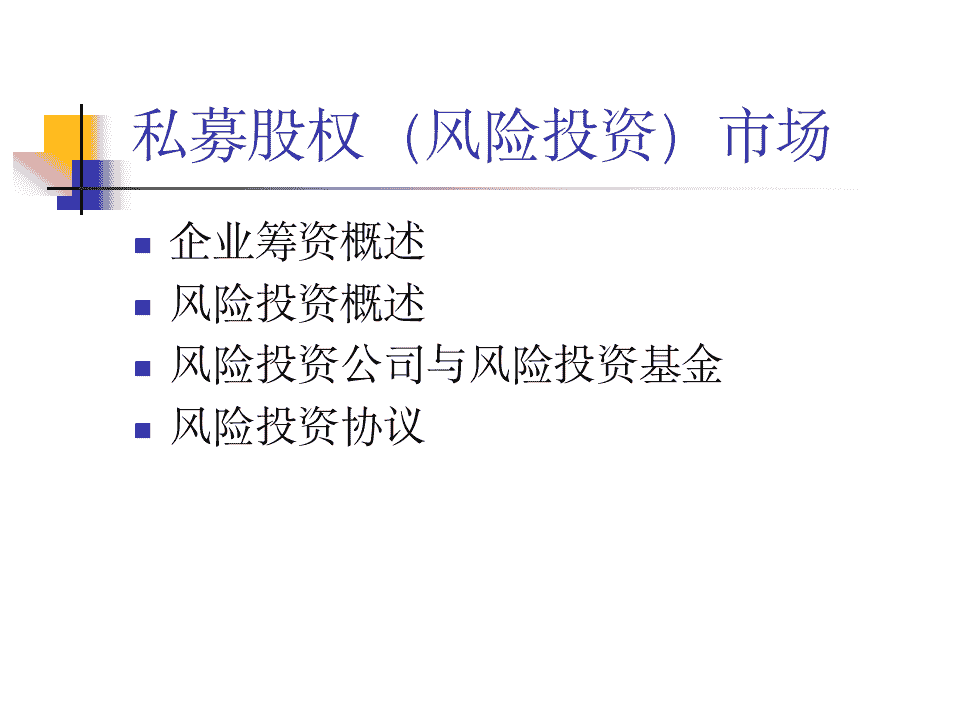 私募股权（风险投资）市场
企业筹资概述
风险投资概述
风险投资公司与风险投资基金
风险投资协议